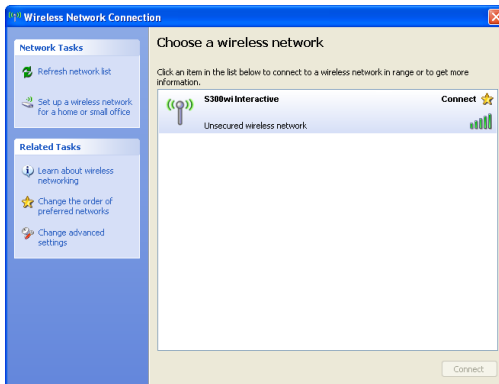 Wireless Network Connection
Network Tasks
Refresh network list
Set up a wireless network
for a home or small office
Related Tasks
Learn about wireless
networking
Change the order of
preferred networks
Change advanced
settings
Choose a wireless network
Click an item in the list below to connect to a wireless network in range or to get more
information.
S300wi Interactive
Connect
Unsecured wireless network
Connect